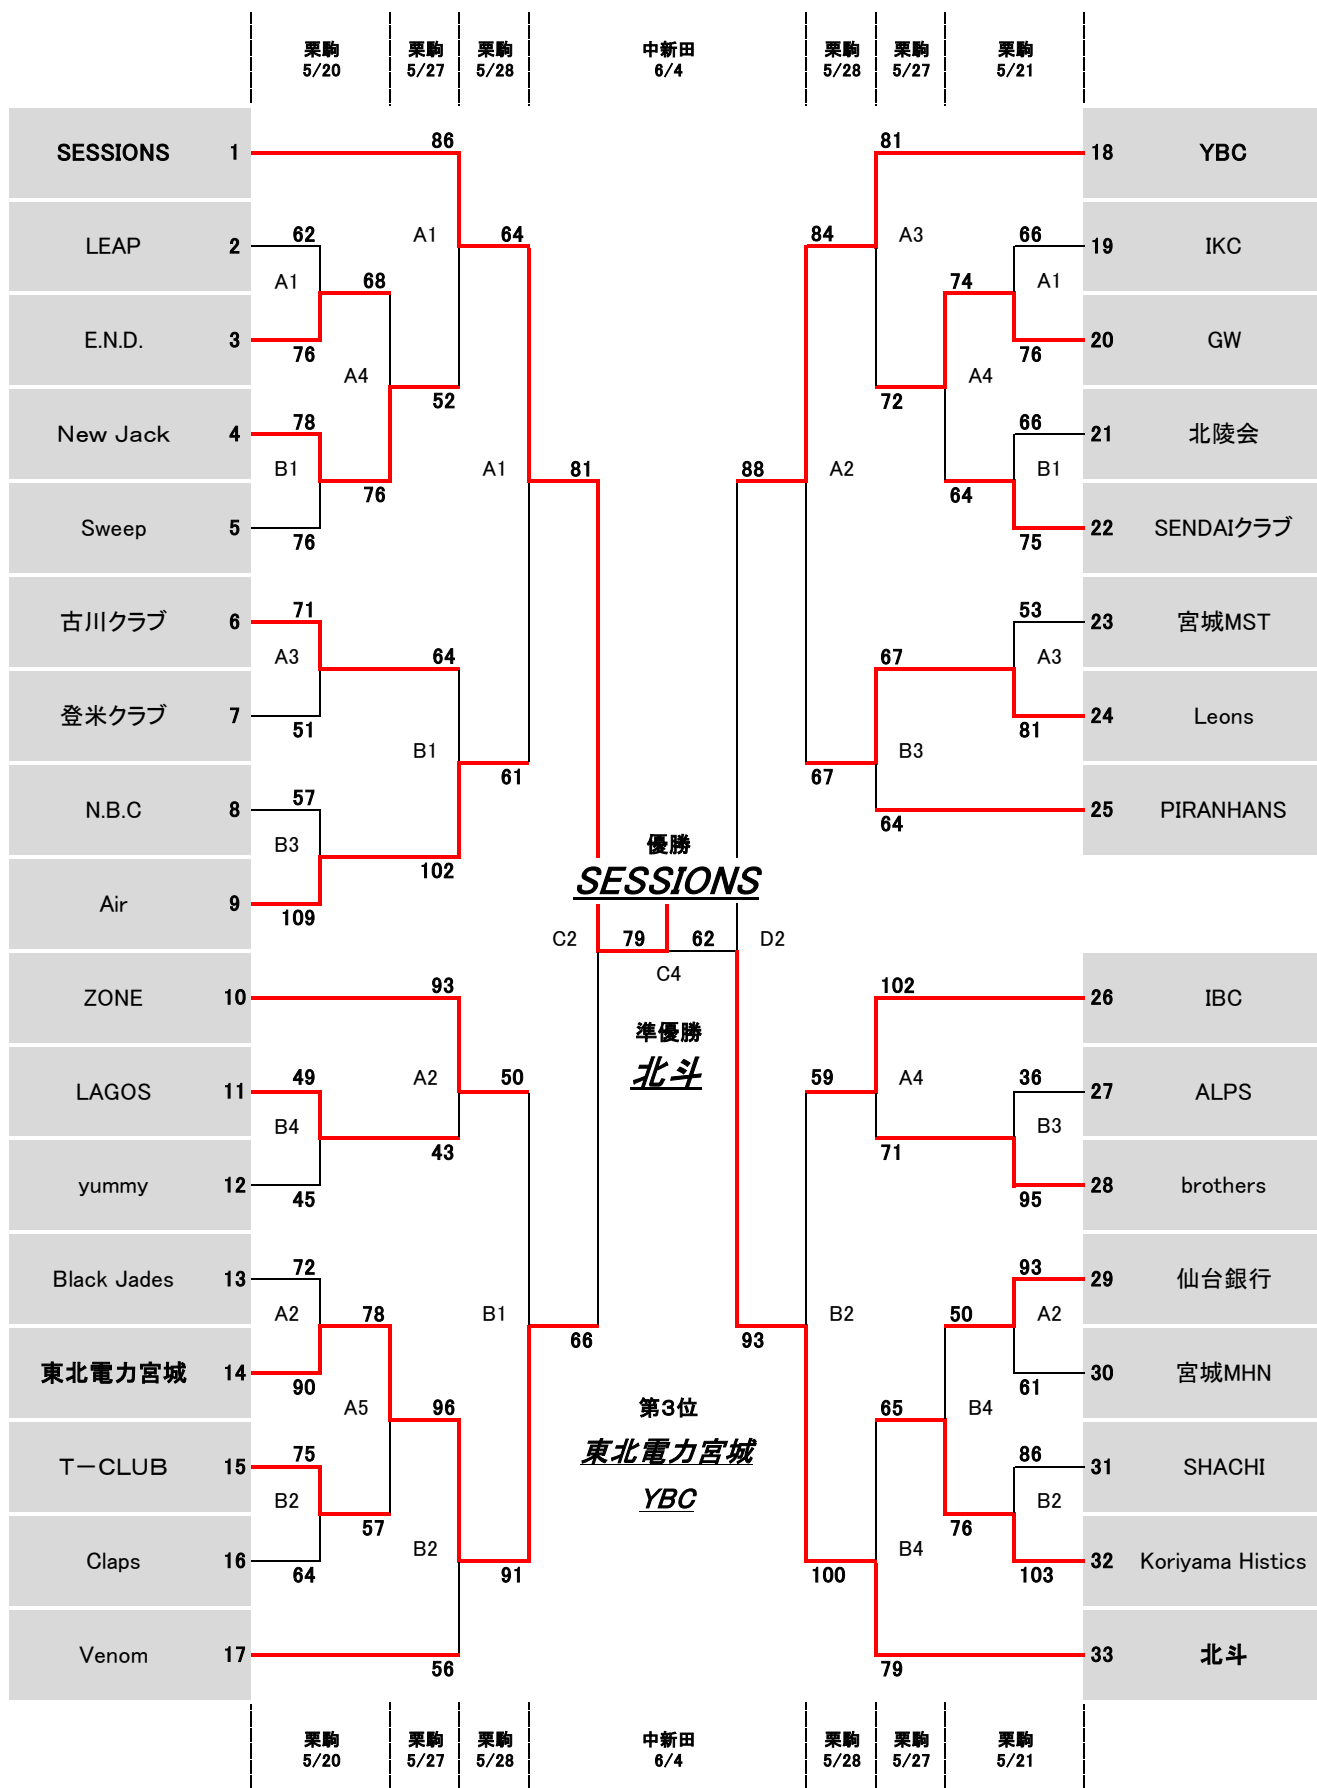 栗駒 栗駒 栗駒 中新田 栗駒 栗駒 栗駒
5/20 5/27 5/28 6/4 5/28 5/27 5/21
86 81
SESSIONS 1 18 YBC
62 A1 64 84 A3 66
LEAP 2 19 IKC
A1 68 74 A1
E.N.D. 3 20 GW
76 76
A4 A4
52 72
78 66
New Jack 4 21 北陵会
B1 A1 81 88 A2 B1
76 64
Sweep 5 22 SENDAIクラブ
76 75
71 53
古川クラブ 6 23 宮城MST
A3 64 67 A3
登米クラブ 7 24 Leons
51 81
B1 B3
61 67
57
N.B.C 8 25 PIRANHANS
64
B3 優勝
102 SESSIONS
Air 9
109
C2 79 62 D2
C4
93 102
ZONE 10 26 IBC
準優勝
北斗
49 A2 50 59 A4 36
LAGOS 11 27 ALPS
B4 B3
43 71
yummy 12 28 brothers
45 95
72 93
Black Jades 13 29 仙台銀行
A2 78 B1 B2 50 A2
66 93
東北電力宮城 14 30 宮城MHN
90 61
A5 96 第3位 65 B4
東北電力宮城
75 86
T－CLUB 15 31 SHACHI
B2 YBC B2
57 76
B2 B4
Claps 16 32 Koriyama Histics
64 91 100 103
Venom 17 33 北斗
56 79
栗駒 栗駒 栗駒 中新田 栗駒 栗駒 栗駒
5/20 5/27 5/28 6/4 5/28 5/27 5/21